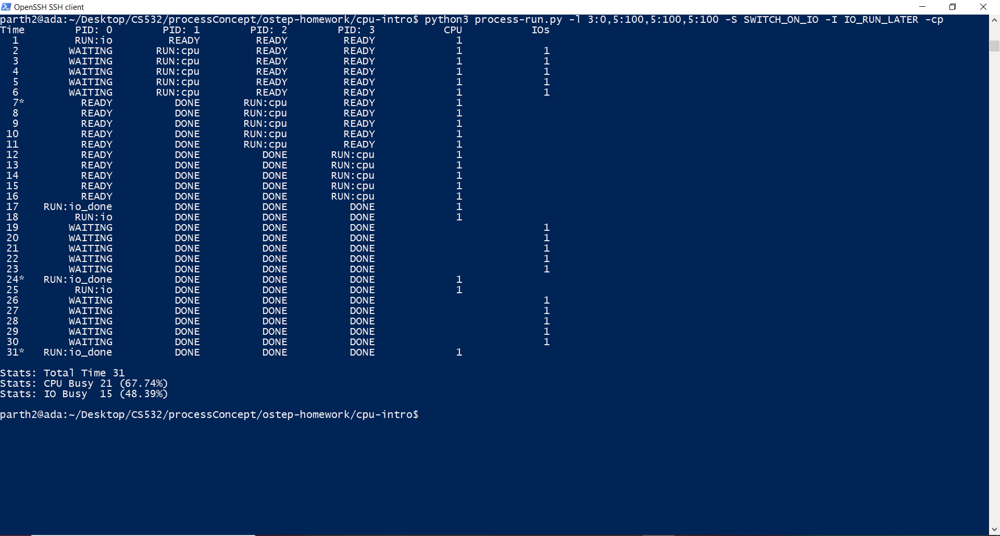 OpenSSH SSH client
parth2@ada:~/Desktop/CS532/processConcept/ostep-homework/cpu-intro$ python3 process-run.py -l 3:0,5:100,5:100,5:100 -S SWITCH_ON_IO -I IO_RUN_LATER -cp
Time        PID: 0        PID: 1        PID: 2        PID: 3           CPU           IOs
  1         RUN:io         READY         READY         READY             1
  2        WAITING       RUN:cpu         READY         READY             1             1
  3        WAITING       RUN:cpu         READY         READY             1             1
  4        WAITING       RUN:cpu         READY         READY             1             1
  5        WAITING       RUN:cpu         READY         READY             1             1
  6        WAITING       RUN:cpu         READY         READY             1             1
  7*         READY          DONE       RUN:cpu         READY             1
  8          READY          DONE       RUN:cpu         READY             1
  9          READY          DONE       RUN:cpu         READY             1
 10          READY          DONE       RUN:cpu         READY             1
 11          READY          DONE       RUN:cpu         READY             1
 12          READY          DONE          DONE       RUN:cpu             1
 13          READY          DONE          DONE       RUN:cpu             1
 14          READY          DONE          DONE       RUN:cpu             1
 15          READY          DONE          DONE       RUN:cpu             1
 16          READY          DONE          DONE       RUN:cpu             1
 17    RUN:io_done          DONE          DONE          DONE             1
 18         RUN:io          DONE          DONE          DONE             1
 19        WAITING          DONE          DONE          DONE                           1
 20        WAITING          DONE          DONE          DONE                           1
 21        WAITING          DONE          DONE          DONE                           1
 22        WAITING          DONE          DONE          DONE                           1
 23        WAITING          DONE          DONE          DONE                           1
 24*   RUN:io_done          DONE          DONE          DONE             1
 25         RUN:io          DONE          DONE          DONE             1
 26        WAITING          DONE          DONE          DONE                           1
 27        WAITING          DONE          DONE          DONE                           1
 28        WAITING          DONE          DONE          DONE                           1
 29        WAITING          DONE          DONE          DONE                           1
 30        WAITING          DONE          DONE          DONE                           1
 31*   RUN:io_done          DONE          DONE          DONE             1
Stats: Total Time 31
Stats: CPU Busy 21 (67.74%)
Stats: IO Busy  15 (48.39%)
parth2@ada:~/Desktop/CS532/processConcept/ostep-homework/cpu-intro$